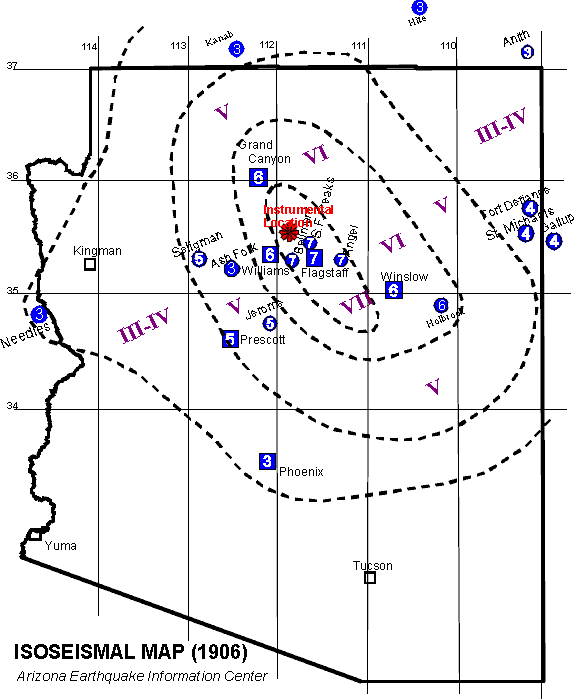 3
Hite
Kanab
3
Anith
3
114
113
112
111
110
37
V
III-IV
Grand
Canyon
VI
36
6
V
Instrumental
Location
S F Peaks
Fort Defiance
4
St. Michaels
4
Gallup
4
Kingman
Seligman
5
Ash Fork
3
6
Williams
7
7
7
Flagstaff
7
Angel
VI
Winslow
6
35
Needles
3
III-IV
V
Jerome
5
VII
6
Holbrook
5
Prescott
V
34
3
Phoenix
Yuma
Tucson
ISOSEISMAL MAP (1906)
Arizona Earthquake Information Center